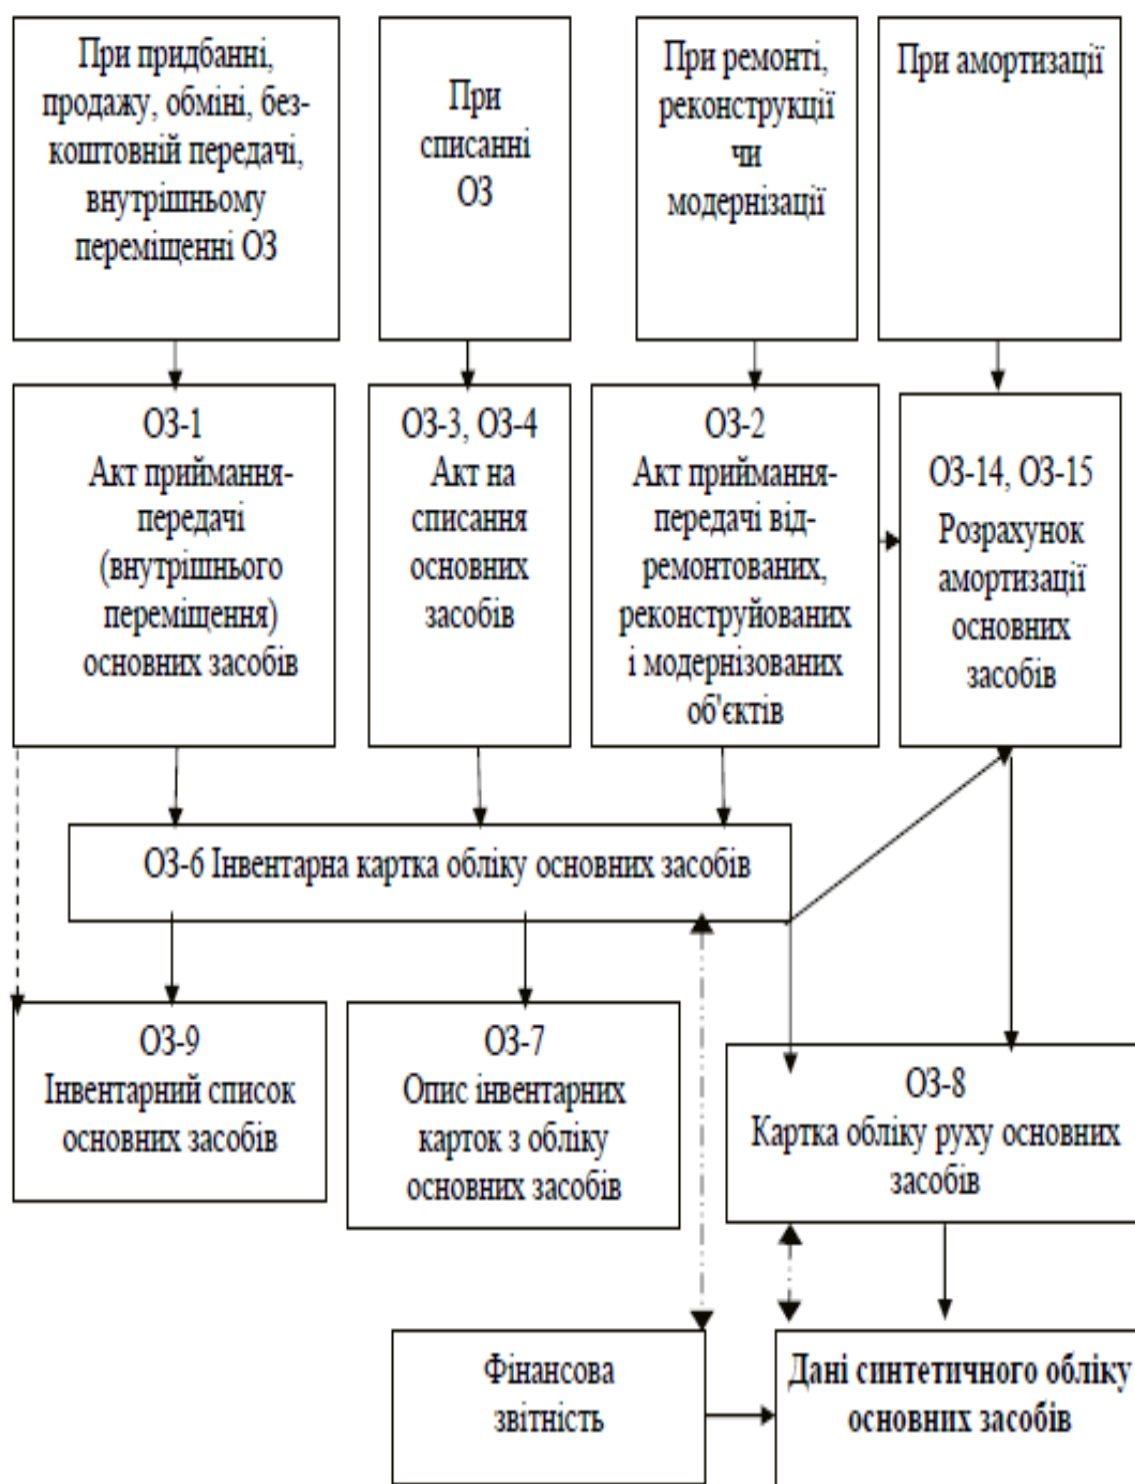 При придбанні,
продажу, обміні, без-
коштовній передачі,
внутрішньому
переміщенні ОЗ
При
списанні
ОЗ
При ремонті,
реконструкції
чи
модернізації
При амортизації
ОЗ-1
Акт приймання-
передачі
(внутрішнього
переміщення)
основних засобів
ОЗ-3, ОЗ-4
Акт на
списання
основних
засобів
ОЗ-2
Акт приймання-
передачі від-
ремонтованих,
реконструйованих
і модернізованих
об'єктів
ОЗ-14, ОЗ-15
Розрахунок
амортизації
основних
засобів
ОЗ-6 Інвентарна картка обліку основних засобів
ОЗ-9
Інвентарний список
основних засобів
ОЗ-7
Опис інвентарних
карток з обліку
основних засобів
ОЗ-8
Картка обліку руху основних
засобів
Фінансова
звітність
Дані синтетичного обліку
основних засобів